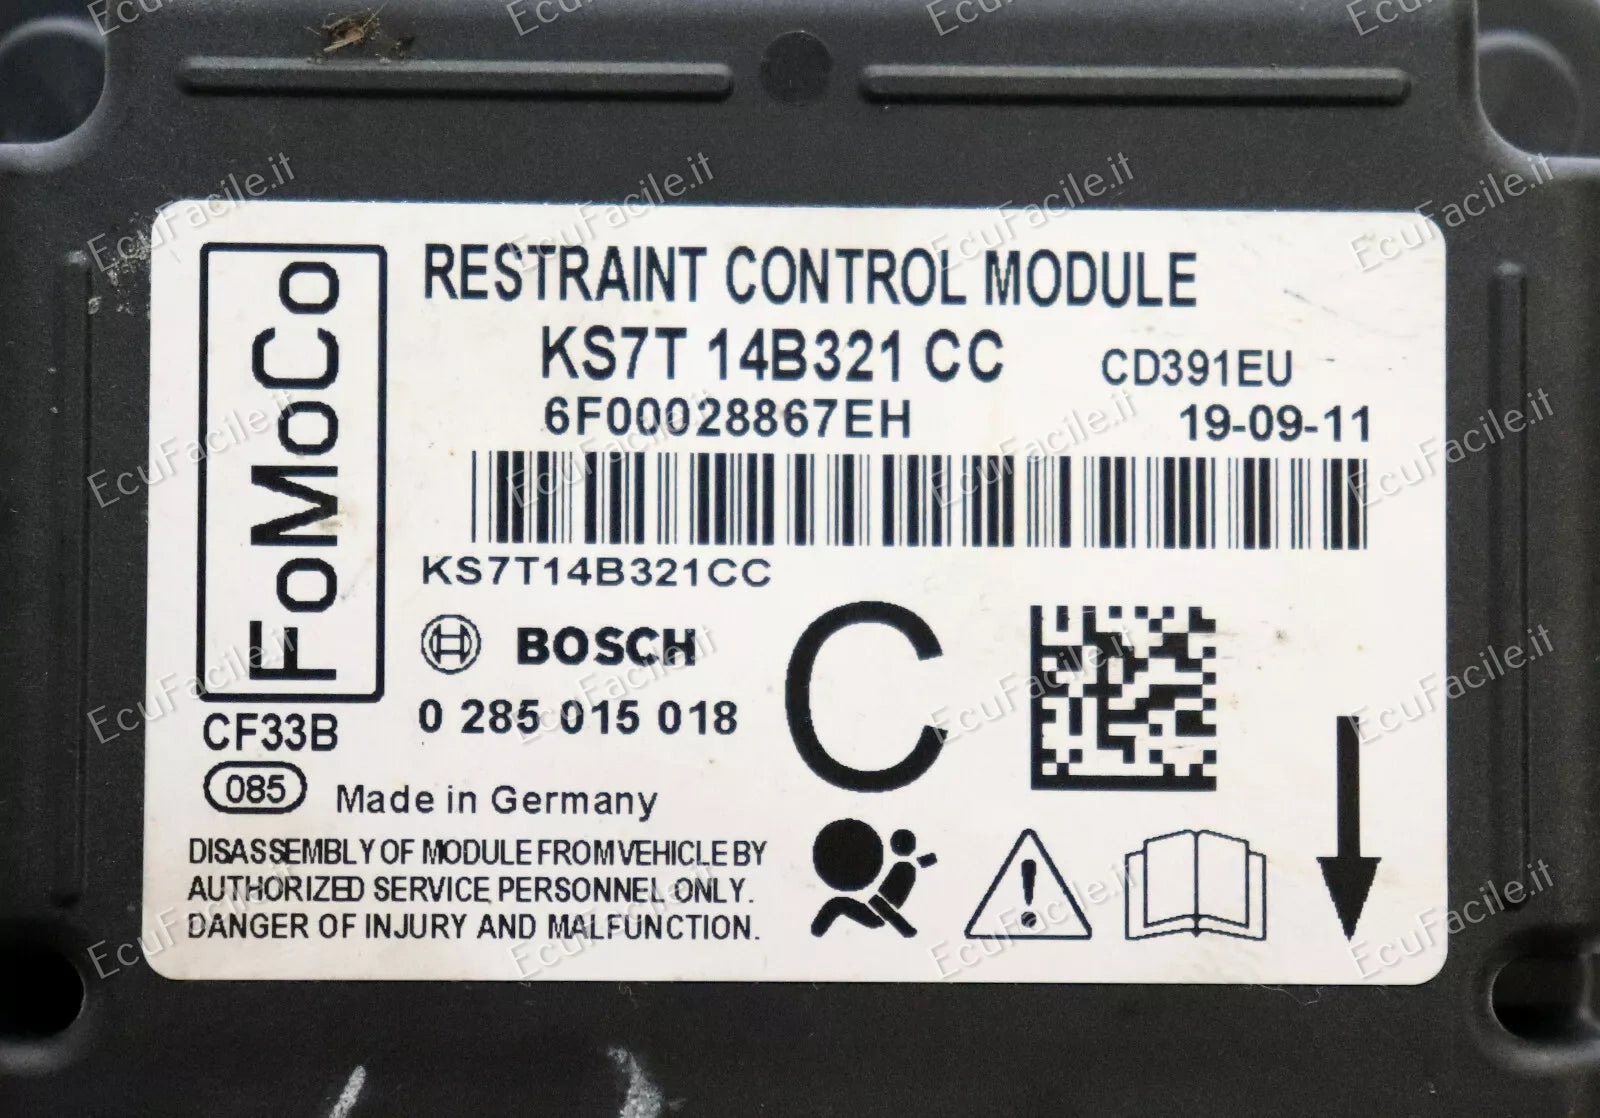 FoMoCo
RESTRAINT CONTROL MODULE
KS7T 14B321 CC CD391EU
6F00028867EH 19-09-11
KS7T14B321CC
BOSCH
C
0 285 015 018
CF33B
085
Made in Germany
DISASSEMBLY OF MODULE FROM VEHICLE BY
AUTHORIZED SERVICE PERSONNEL ONLY.
DANGER OF INJURY AND MALFUNCTION.
EcuFacile.it